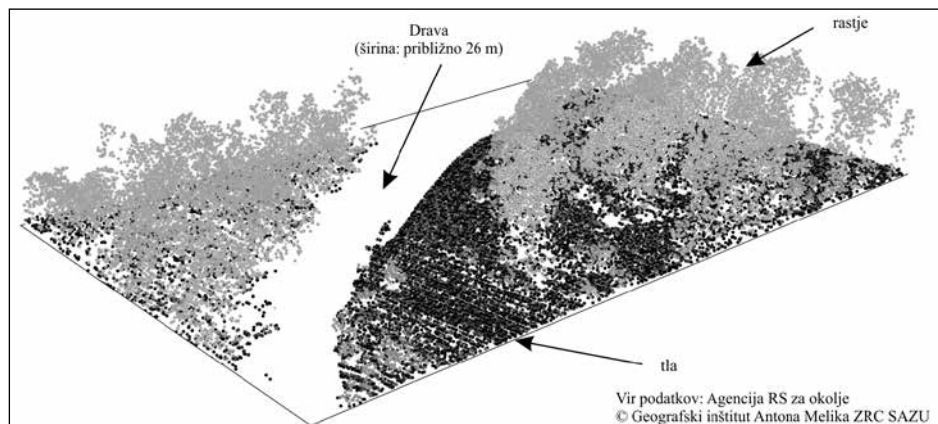 Drava
(širina: približno 26 m)
rastje
tla
Vir podatkov: Agencija RS za okolje
© Geografski inštitut Antona Melika ZRC SAZU